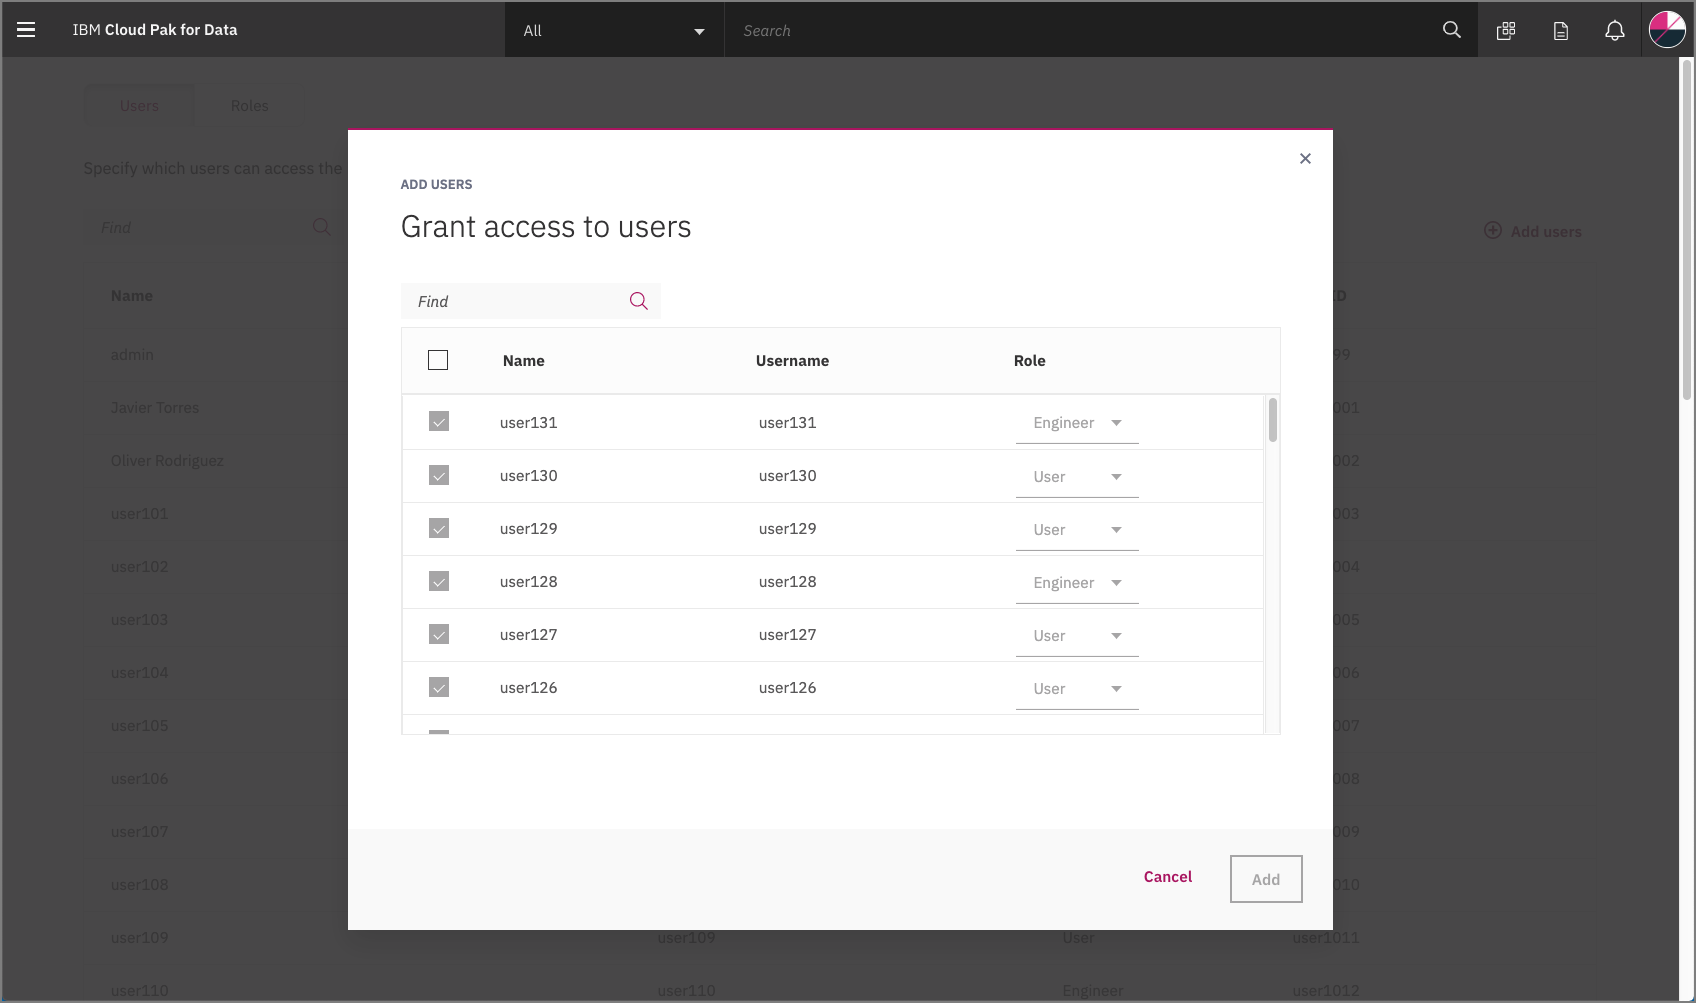 IBM Cloud Pak for Data
All
Search
Users
Roles
Specify which users can access the
Find
Add users
Name
ID
admin
99
Javier Torres
001
Oliver Rodriguez
002
user101
003
user102
004
user103
005
user104
006
user105
007
user106
008
user107
009
user108
010
user109
user109
User
user1011
user110
user110
Engineer
user1012
ADD USERS
Grant access to users
Find
Name
Username
Role
user131
user131
Engineer
user130
user130
User
user129
user129
User
user128
user128
Engineer
user127
user127
User
user126
user126
User
Cancel
Add